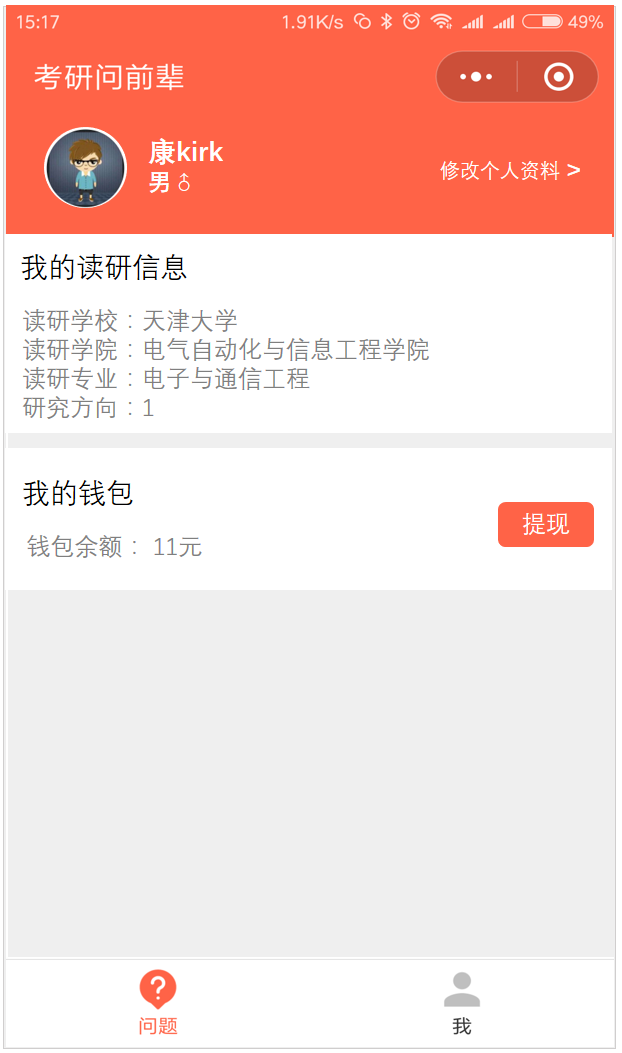 15:17 1.91K/s 49%
考研问前辈
康kirk
男♂
修改个人资料 >
我的读研信息
读研学校：天津大学
读研学院：电气自动化与信息工程学院
读研专业：电子与通信工程
研究方向：1
我的钱包
提现
钱包余额： 11元
问题
我